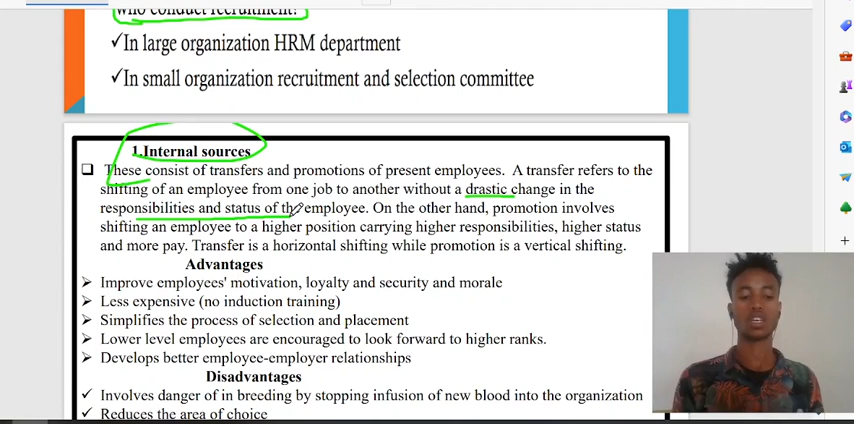 who conduct recruitment?
✓In large organization HRM department
✓In small organization recruitment and selection committee
1.Internal sources
❑ These consist of transfers and promotions of present employees. A transfer refers to the
shifting of an employee from one job to another without a drastic change in the
responsibilities and status of the employee. On the other hand, promotion involves
shifting an employee to a higher position carrying higher responsibilities, higher status
and more pay. Transfer is a horizontal shifting while promotion is a vertical shifting.
Advantages
➢ Improve employees' motivation, loyalty and security and morale
➢ Less expensive (no induction training)
➢ Simplifies the process of selection and placement
➢ Lower level employees are encouraged to look forward to higher ranks.
➢ Develops better employee-employer relationships
Disadvantages
✓ Involves danger of in breeding by stopping infusion of new blood into the organization
✓ Reduces the area of choice